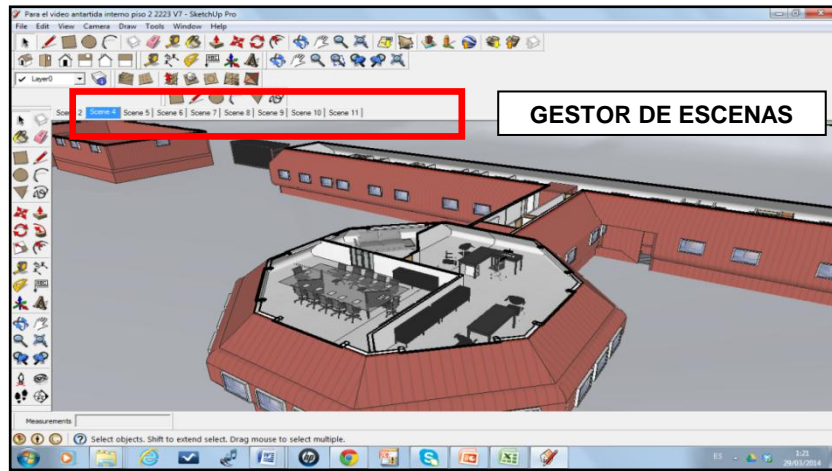 Para el video antartida interno piso 2 2223 V7 - SketchUp Pro
File Edit View Camera Draw Tools Window Help
Layer0
Scene 2 Scene 4 Scene 5 Scene 6 Scene 7 Scene 8 Scene 9 Scene 10 Scene 11
GESTOR DE ESCENAS
Measurements
Select objects. Shift to extend select. Drag mouse to select multiple.
ES 1:21
29/03/2014